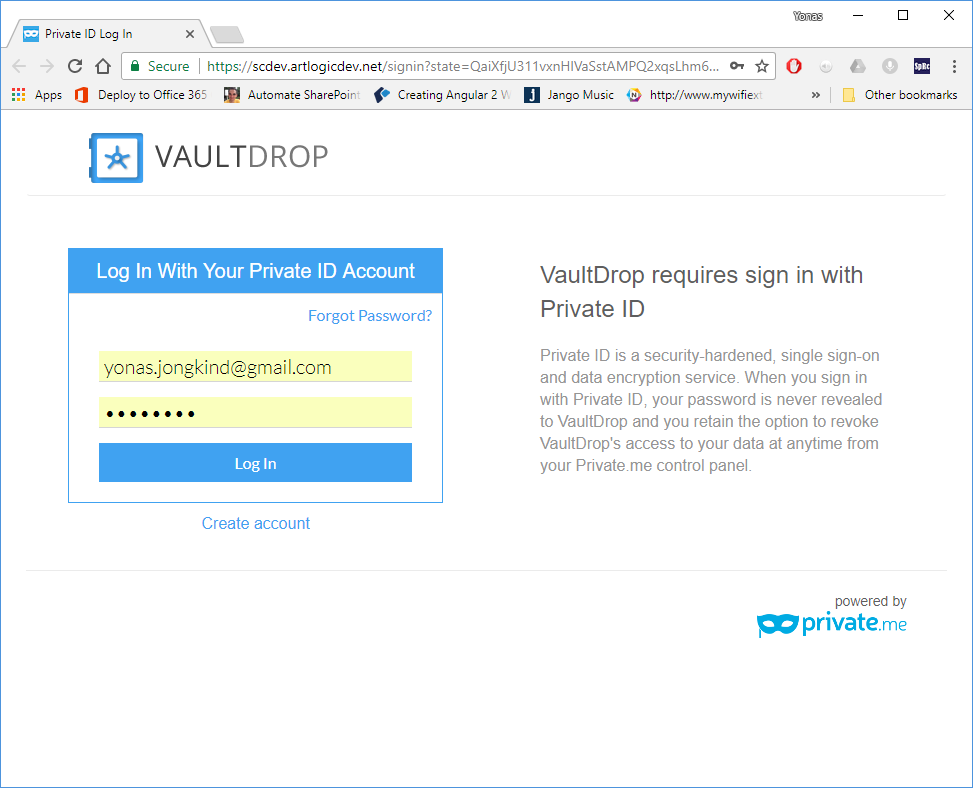 Yonas
Private ID Log In
Secure
https://scdev.artlogicdev.net/signin?state=QaiXfjU311vxnHIVaSstAMPQ2xqsLhm6...
SpRc
Apps
Deploy to Office 365
Automate SharePoint
Creating Angular 2 W
Jango Music
http://www.mywifiext
»
Other bookmarks
VAULTDROP
Log In With Your Private ID Account
Forgot Password?
yonas.jongkind@gmail.com
••••••••
Log In
Create account
VaultDrop requires sign in with
Private ID
Private ID is a security-hardened, single sign-on
and data encryption service. When you sign in
with Private ID, your password is never revealed
to VaultDrop and you retain the option to revoke
VaultDrop's access to your data at anytime from
your Private.me control panel.
powered by
private.me